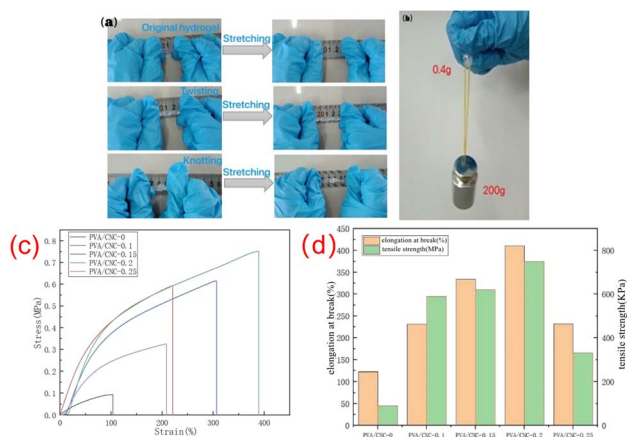 (a)
Original hydrogel
Stretching
Twisting
Stretching
Knotting
Stretching
(b)
0.4g
200g
(c)
PVA/CNC-0
PVA/CNC-0.1
PVA/CNC-0.15
PVA/CNC-0.2
PVA/CNC-0.25
0.8
0.7
0.6
0.5
0.4
0.3
0.2
0.1
0.0
Stress(MPa)
0 100 200 300 400
Strain(%)
(d)
elongation at break(%)
tensile strength(MPa)
450
400
350
300
250
200
150
100
50
0
elongation at break(%)
800
600
400
200
0
tensile strength(KPa)
PVA/CNC-0 PVA/CNC-0.1 PVA/CNC-0.15 PVA/CNC-0.2 PVA/CNC-0.25